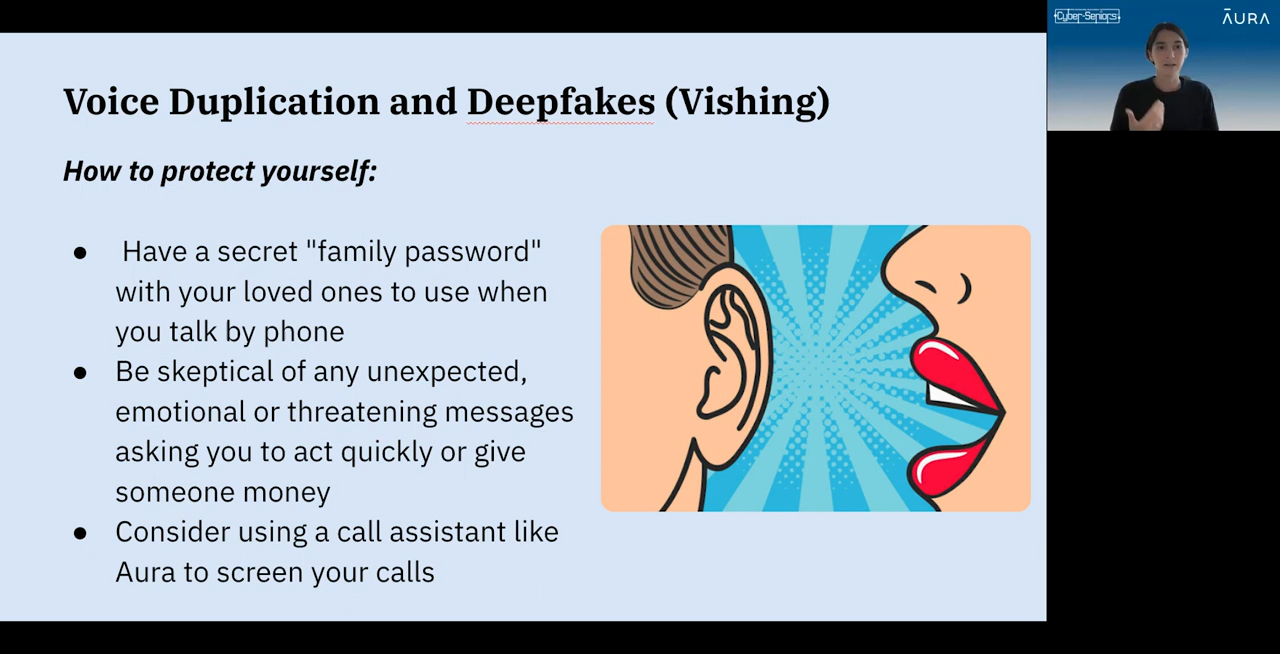 Voice Duplication and Deepfakes (Vishing)
How to protect yourself:
● Have a secret "family password"
with your loved ones to use when
you talk by phone
● Be skeptical of any unexpected,
emotional or threatening messages
asking you to act quickly or give
someone money
● Consider using a call assistant like
Aura to screen your calls
Cyber-Seniors
ĀURA